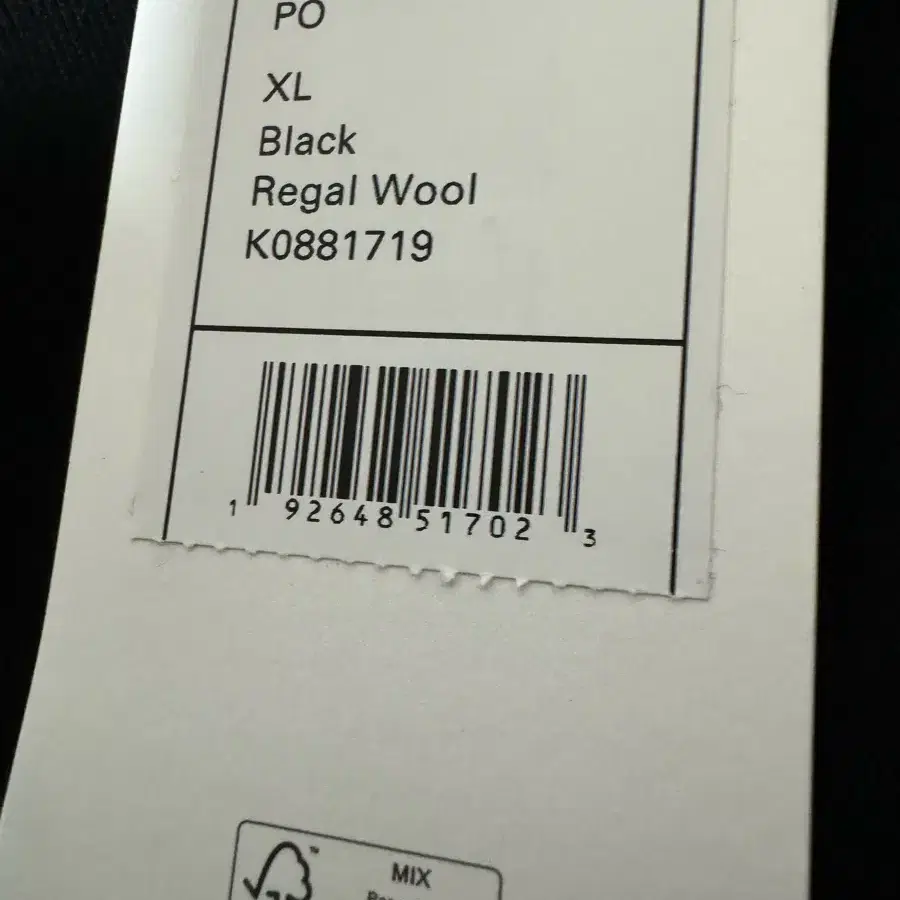 PO
XL
Black
Regal Wool
K0881719
1 92648 51702 3
MIX